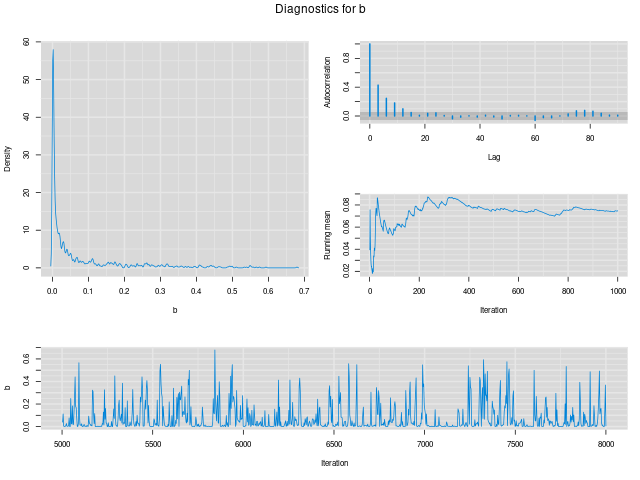 Diagnostics for b
Density
0 10 20 30 40 50 60
0.0 0.1 0.2 0.3 0.4 0.5 0.6 0.7
b
Autocorrelation
0.0 0.4 0.8
0 20 40 60 80
Lag
Running mean
0.02 0.04 0.06 0.08
0 200 400 600 800 1000
Iteration
b
0.0 0.2 0.4 0.6
5000 5500 6000 6500 7000 7500 8000
Iteration